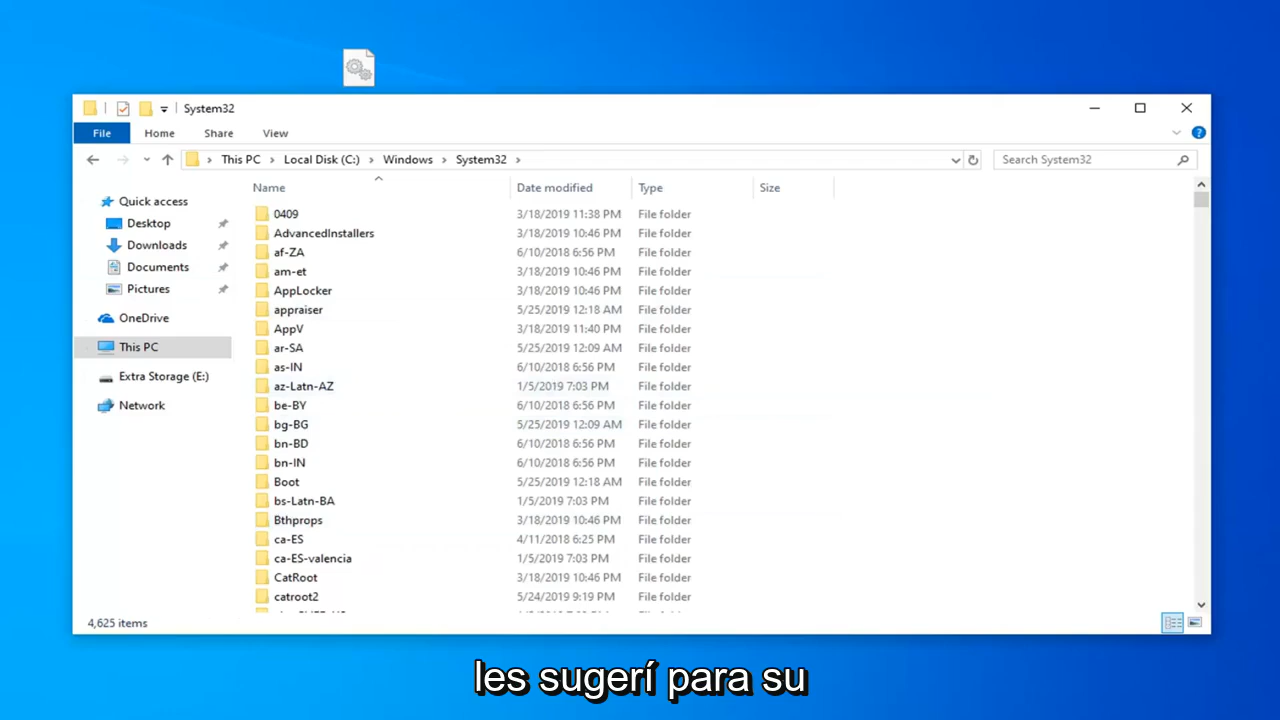 System32
File Home Share View
This PC Local Disk (C:) Windows System32 Search System32
Name Date modified Type Size
Quick access
Desktop
Downloads
Documents
Pictures
OneDrive
This PC
Extra Storage (E:)
Network
0409 3/18/2019 11:38 PM File folder
AdvancedInstallers 3/18/2019 10:46 PM File folder
af-ZA 6/10/2018 6:56 PM File folder
am-et 3/18/2019 10:46 PM File folder
AppLocker 3/18/2019 10:46 PM File folder
appraiser 5/25/2019 12:18 AM File folder
AppV 3/18/2019 11:40 PM File folder
ar-SA 5/25/2019 12:09 AM File folder
as-IN 6/10/2018 6:56 PM File folder
az-Latn-AZ 1/5/2019 7:03 PM File folder
be-BY 6/10/2018 6:56 PM File folder
bg-BG 5/25/2019 12:09 AM File folder
bn-BD 6/10/2018 6:56 PM File folder
bn-IN 6/10/2018 6:56 PM File folder
Boot 5/25/2019 12:18 AM File folder
bs-Latn-BA 1/5/2019 7:03 PM File folder
Bthprops 3/18/2019 10:46 PM File folder
ca-ES 4/11/2018 6:25 PM File folder
ca-ES-valencia 1/5/2019 7:03 PM File folder
CatRoot 3/18/2019 10:46 PM File folder
catroot2 5/24/2019 9:19 PM File folder
4,625 items
les sugerí para su